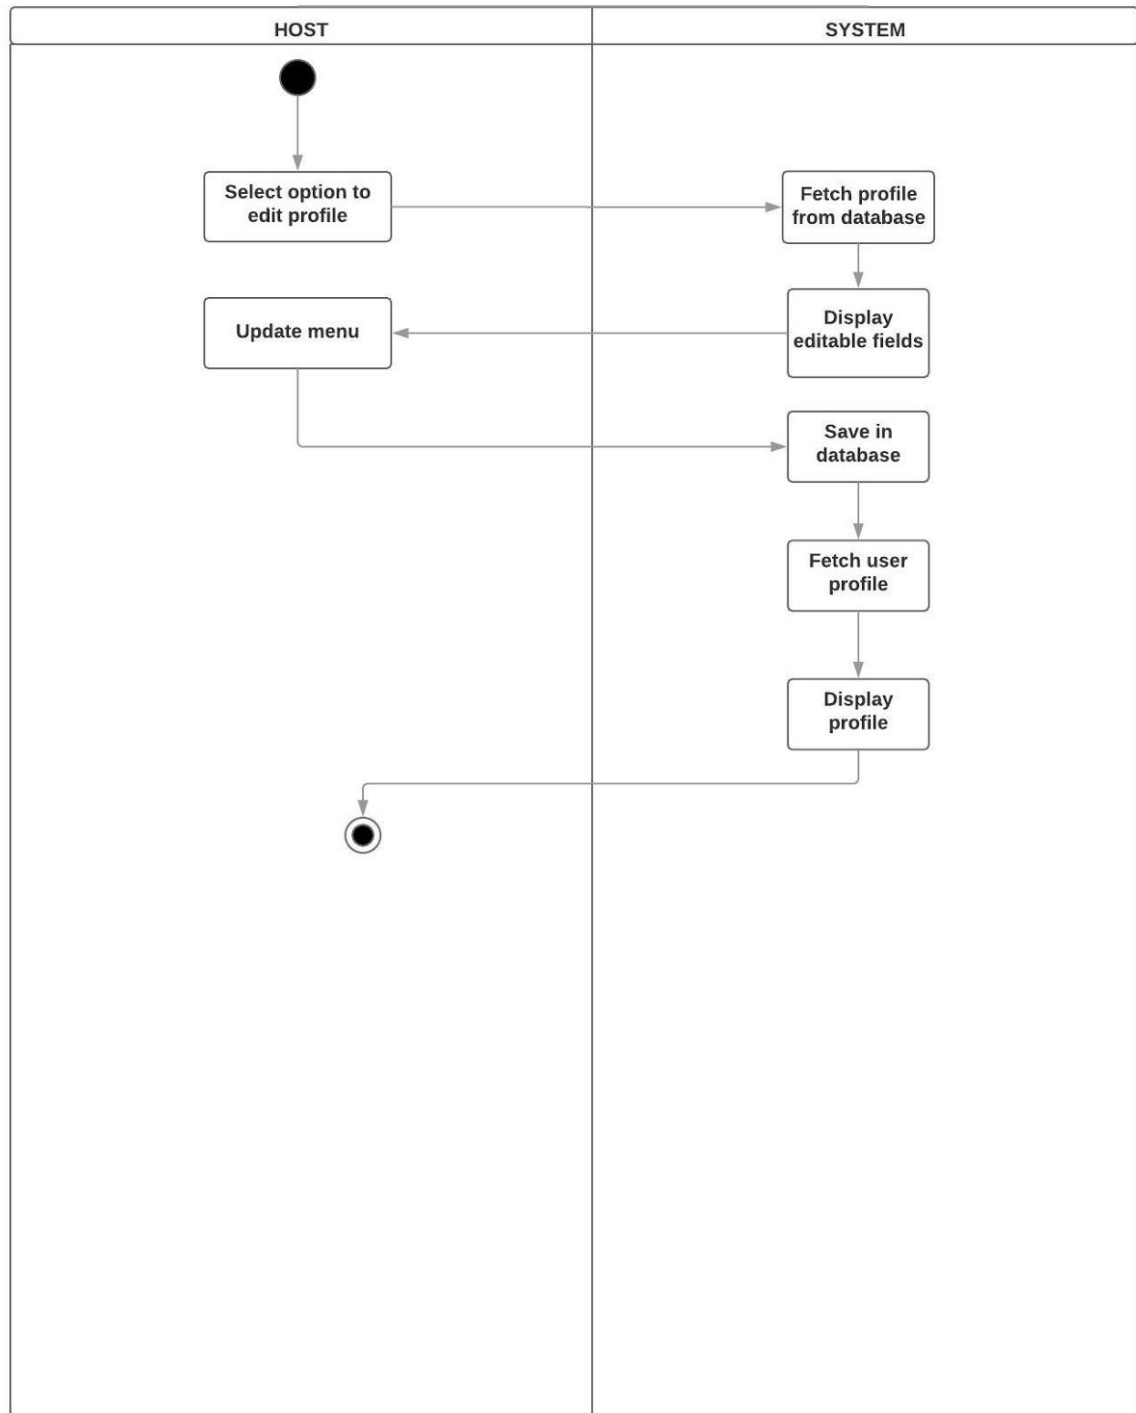 HOST
SYSTEM
Select option to
edit profile
Fetch profile
from database
Display
editable fields
Update menu
Save in
database
Fetch user
profile
Display
profile